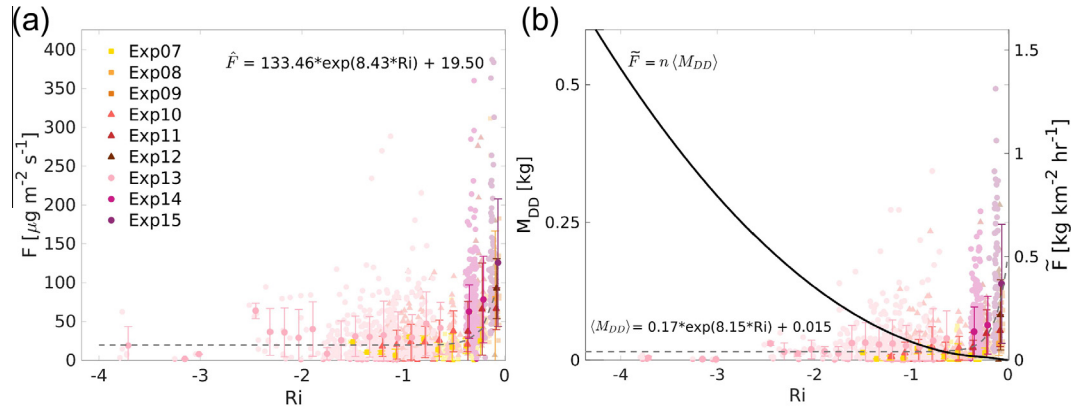 (a)
400
350
300
250
200
150
100
50
0
F [μg m⁻² s⁻¹]
-4
-3
-2
-1
0
Ri
Exp07
Exp08
Exp09
Exp10
Exp11
Exp12
Exp13
Exp14
Exp15
F̂ = 133.46*exp(8.43*Ri) + 19.50
(b)
0.5
0.25
0
M_DD [kg]
F̃ = n ⟨M_DD⟩
⟨M_DD⟩ = 0.17*exp(8.15*Ri) + 0.015
1.5
1
0.5
0
F̃ [kg km⁻² hr⁻¹]
-4
-3
-2
-1
0
Ri